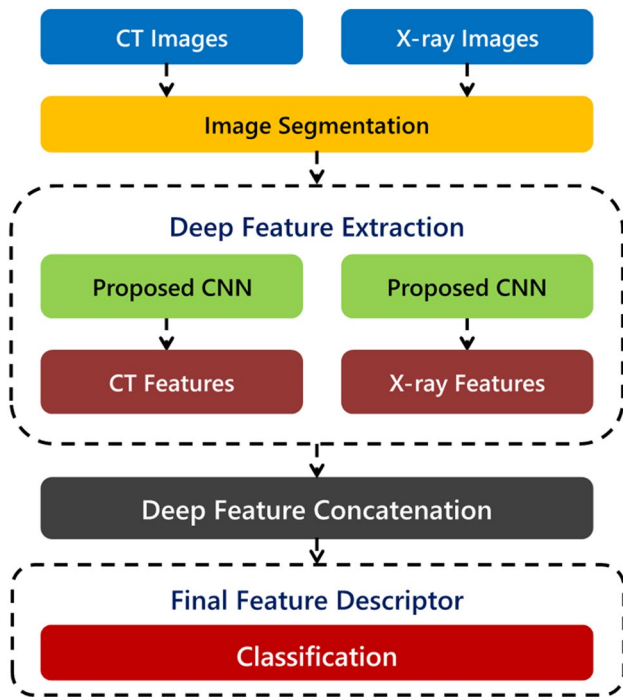 CT Images
X-ray Images
Image Segmentation
Deep Feature Extraction
Proposed CNN
Proposed CNN
CT Features
X-ray Features
Deep Feature Concatenation
Final Feature Descriptor
Classification